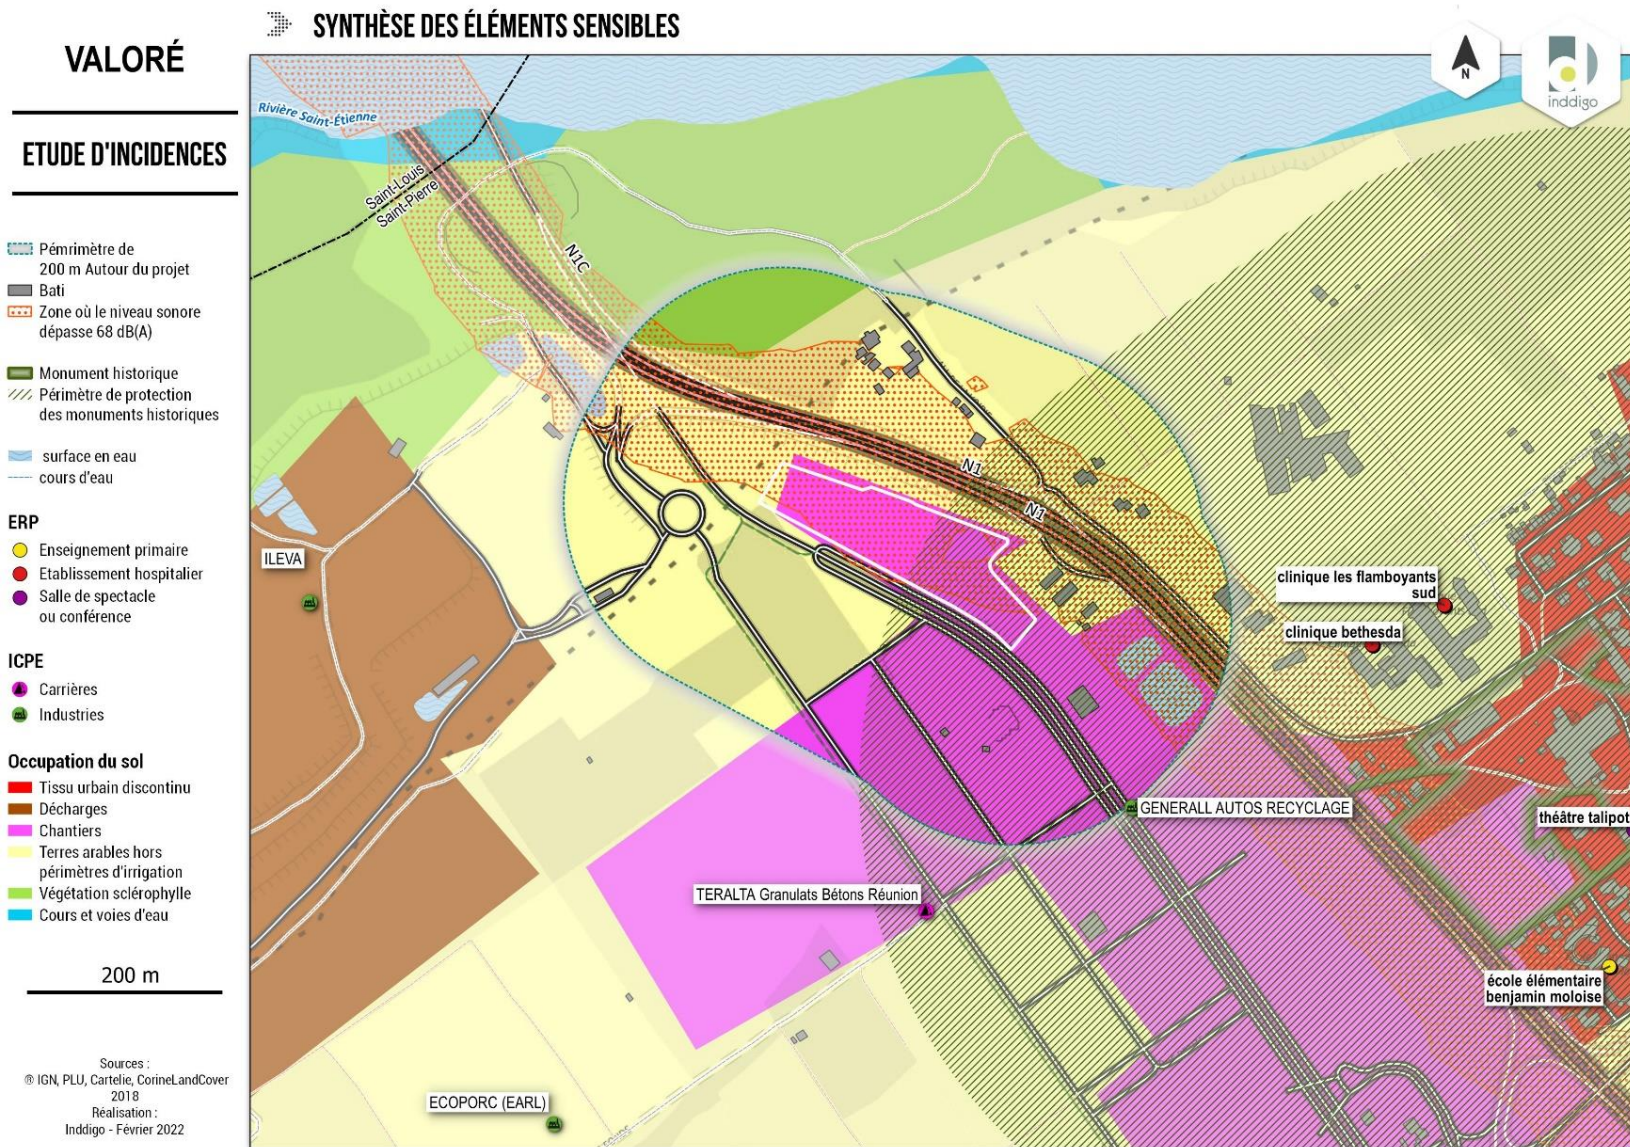 SYNTHÈSE DES ÉLÉMENTS SENSIBLES
VALORÉ
ETUDE D'INCIDENCES
Pémrimètre de
200 m Autour du projet
Bati
Zone où le niveau sonore
dépasse 68 dB(A)
Monument historique
Périmètre de protection
des monuments historiques
surface en eau
cours d'eau
ERP
Enseignement primaire
Etablissement hospitalier
Salle de spectacle
ou conférence
ICPE
Carrières
Industries
Occupation du sol
Tissu urbain discontinu
Décharges
Chantiers
Terres arables hors
périmètres d'irrigation
Végétation sclérophylle
Cours et voies d'eau
200 m
Sources :
® IGN, PLU, Cartelie, CorineLandCover
2018
Réalisation :
Inddigo - Février 2022
N
inddigo
Rivière Saint-Étienne
Saint-Louis
Saint-Pierre
N1C
N1
N1
ILEVA
clinique les flamboyants
sud
clinique bethesda
GENERALL AUTOS RECYCLAGE
théâtre talipot
TERALTA Granulats Bétons Réunion
école élémentaire
benjamin moloise
ECOPORC (EARL)